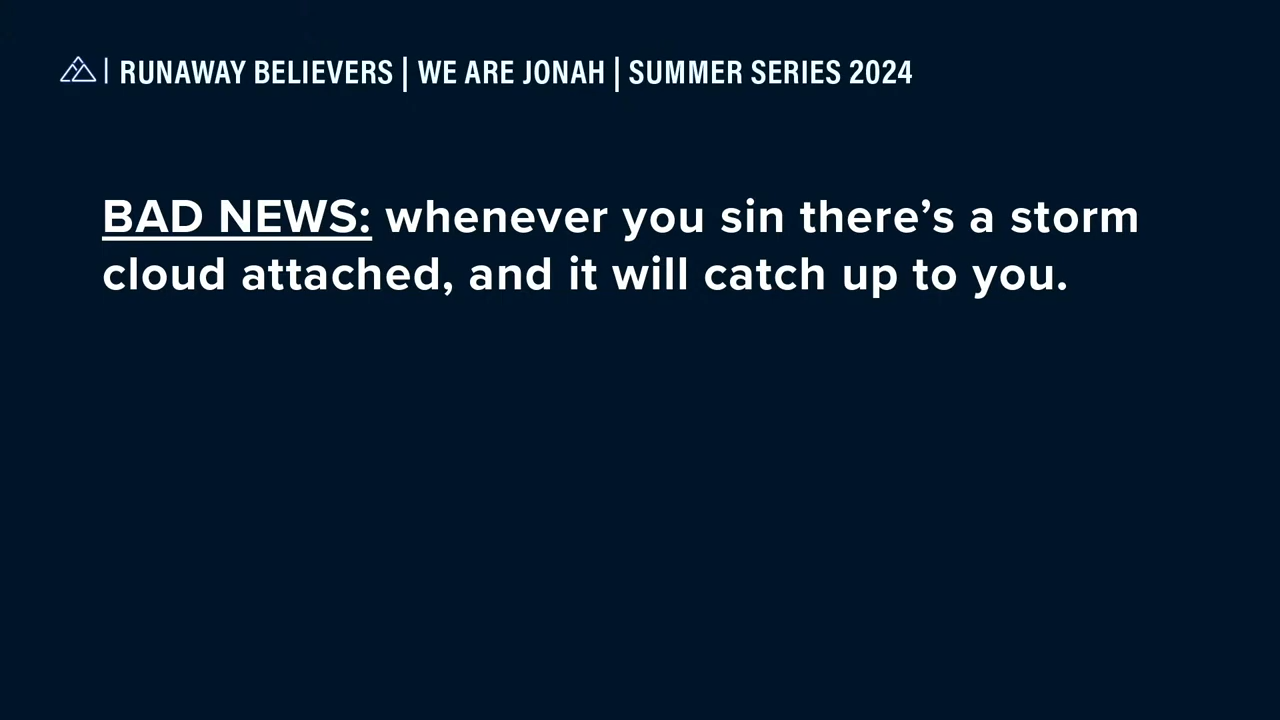 | RUNAWAY BELIEVERS | WE ARE JONAH | SUMMER SERIES 2024
BAD NEWS: whenever you sin there’s a storm
cloud attached, and it will catch up to you.